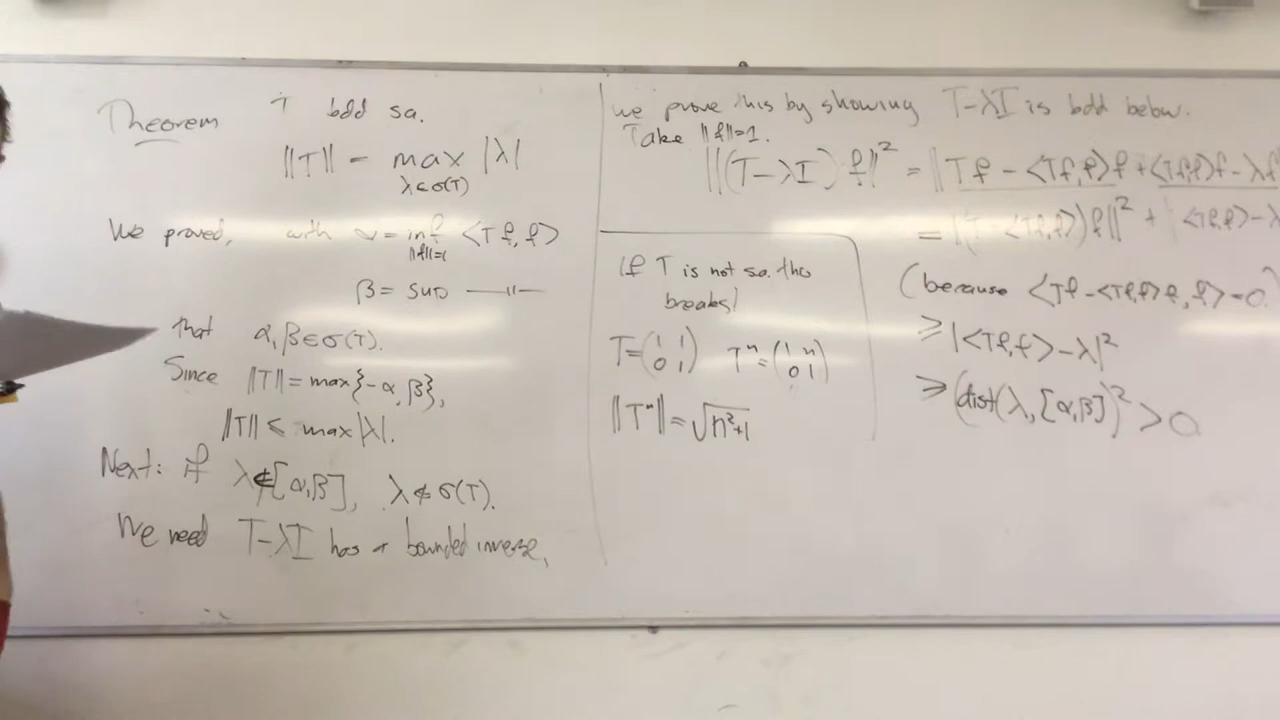 Theorem T bdd sa.
||T|| = max |λ|
λ∈σ(T)
We proved, with α = inf <Tf, f>
||f||=1
β = sup —||—
that α, β ∈ σ(T).
Since ||T|| = max{-α, β},
||T|| ≤ max|λ|.
Next: if λ∉[α,β], λ∉σ(T).
We need T-λI has a bounded inverse,
We prove this by showing T-λI is bdd below.
Take ||f||=1.
||(T-λI)f||² = ||Tf - <Tf,f>f + <Tf,f>f - λf
= ||(T - <Tf,f>)f||² + |<Tf,f> - λ
(because <Tf - <Tf,f>f, f> = 0)
≥ |<Tf,f> - λ|²
≥ (dist(λ, [α,β])² > 0
If T is not sa. this
breaks!
T = (1 1 / 0 1) Tⁿ = (1 n / 0 1)
||Tⁿ|| = √n²+1